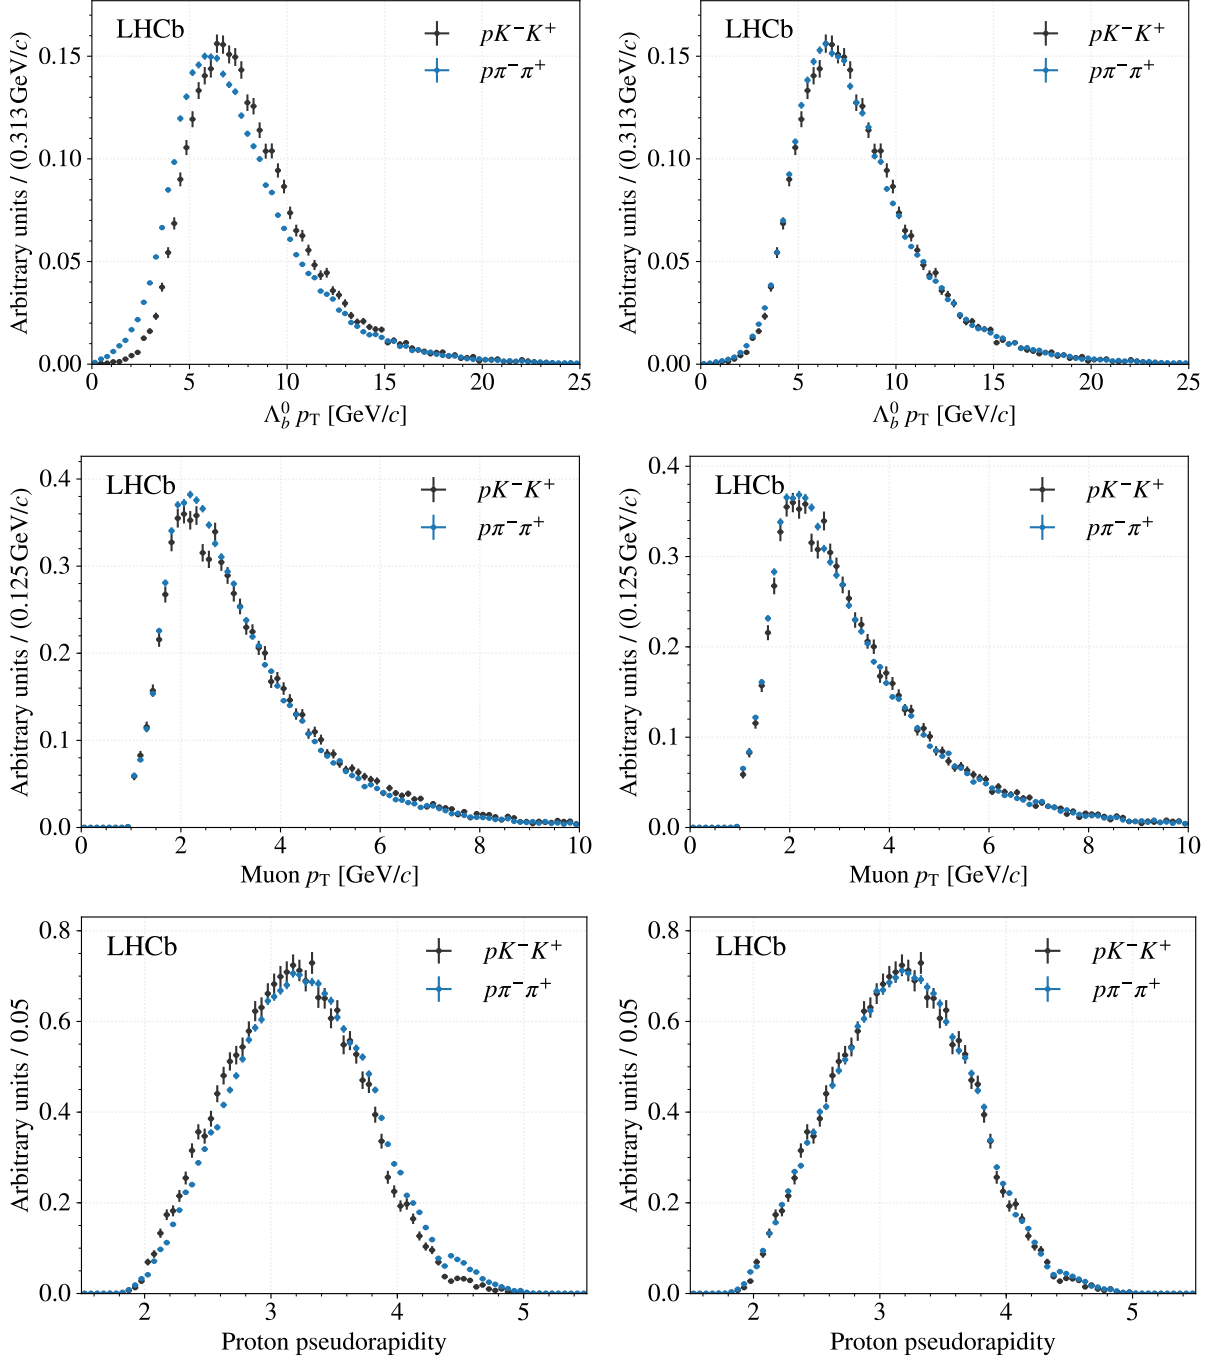 LHCb
pK⁻K⁺
pπ⁻π⁺
Arbitrary units / (0.313 GeV/c)
0.15
0.10
0.05
0.00
0 5 10 15 20 25
Λ_b^0 p_T [GeV/c]
LHCb
pK⁻K⁺
pπ⁻π⁺
Arbitrary units / (0.313 GeV/c)
0.15
0.10
0.05
0.00
0 5 10 15 20 25
Λ_b^0 p_T [GeV/c]
LHCb
pK⁻K⁺
pπ⁻π⁺
Arbitrary units / (0.125 GeV/c)
0.4
0.3
0.2
0.1
0.0
0 2 4 6 8 10
Muon p_T [GeV/c]
LHCb
pK⁻K⁺
pπ⁻π⁺
Arbitrary units / (0.125 GeV/c)
0.4
0.3
0.2
0.1
0.0
0 2 4 6 8 10
Muon p_T [GeV/c]
LHCb
pK⁻K⁺
pπ⁻π⁺
Arbitrary units / 0.05
0.8
0.6
0.4
0.2
0.0
2 3 4 5
Proton pseudorapidity
LHCb
pK⁻K⁺
pπ⁻π⁺
Arbitrary units / 0.05
0.8
0.6
0.4
0.2
0.0
2 3 4 5
Proton pseudorapidity